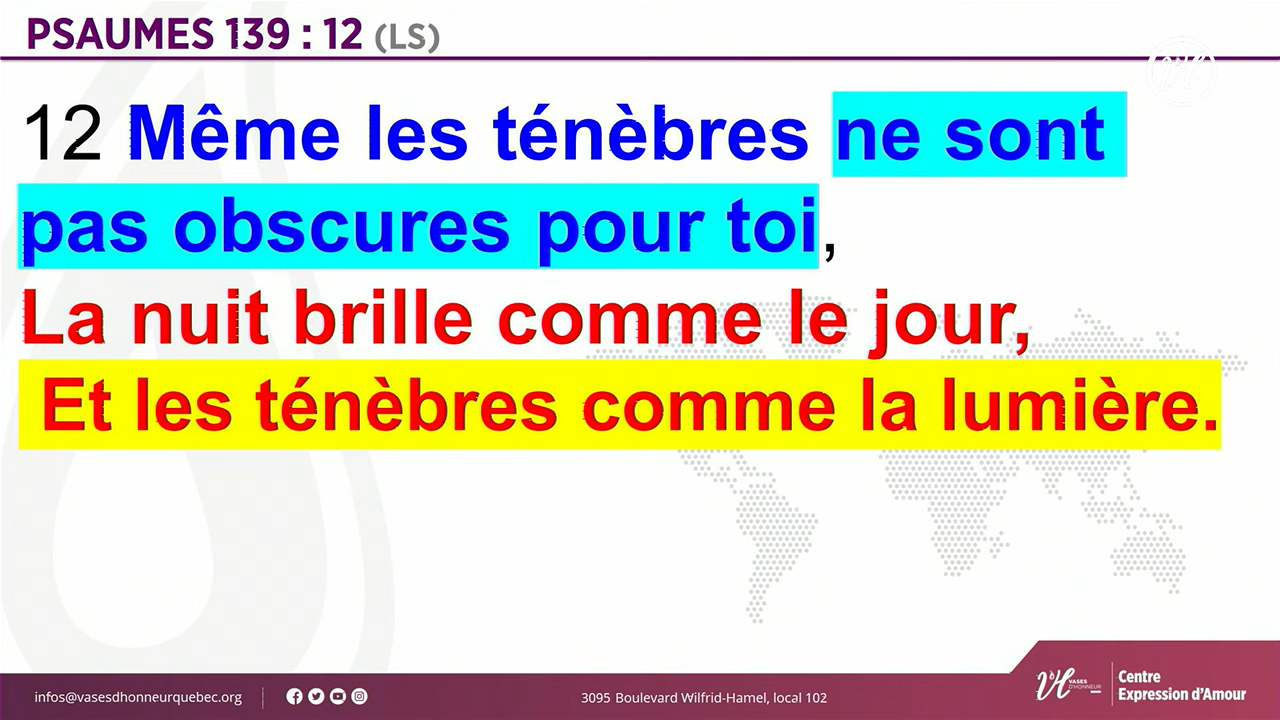 PSAUMES 139 : 12 (LS)
12 Même les ténèbres ne sont
pas obscures pour toi,
La nuit brille comme le jour,
Et les ténèbres comme la lumière.
infos@vasesdhonneurquebec.org
3095 Boulevard Wilfrid-Hamel, local 102
VASES
D'HONNEUR
Centre
Expression d'Amour